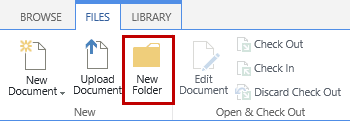 BROWSE FILES LIBRARY
New Document
Upload Document
New Folder
Edit Document
Check Out
Check In
Discard Check Out
New
Open & Check Out